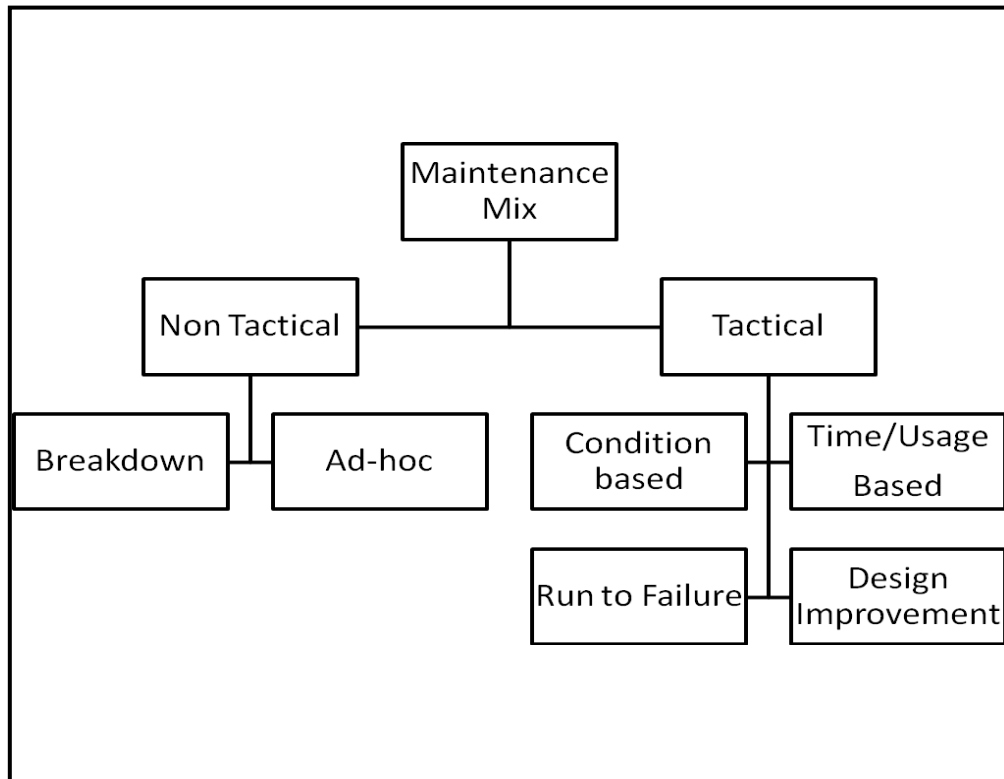 Maintenance
Mix
Non Tactical
Tactical
Breakdown
Ad-hoc
Condition
based
Time/Usage
Based
Run to Failure
Design
Improvement